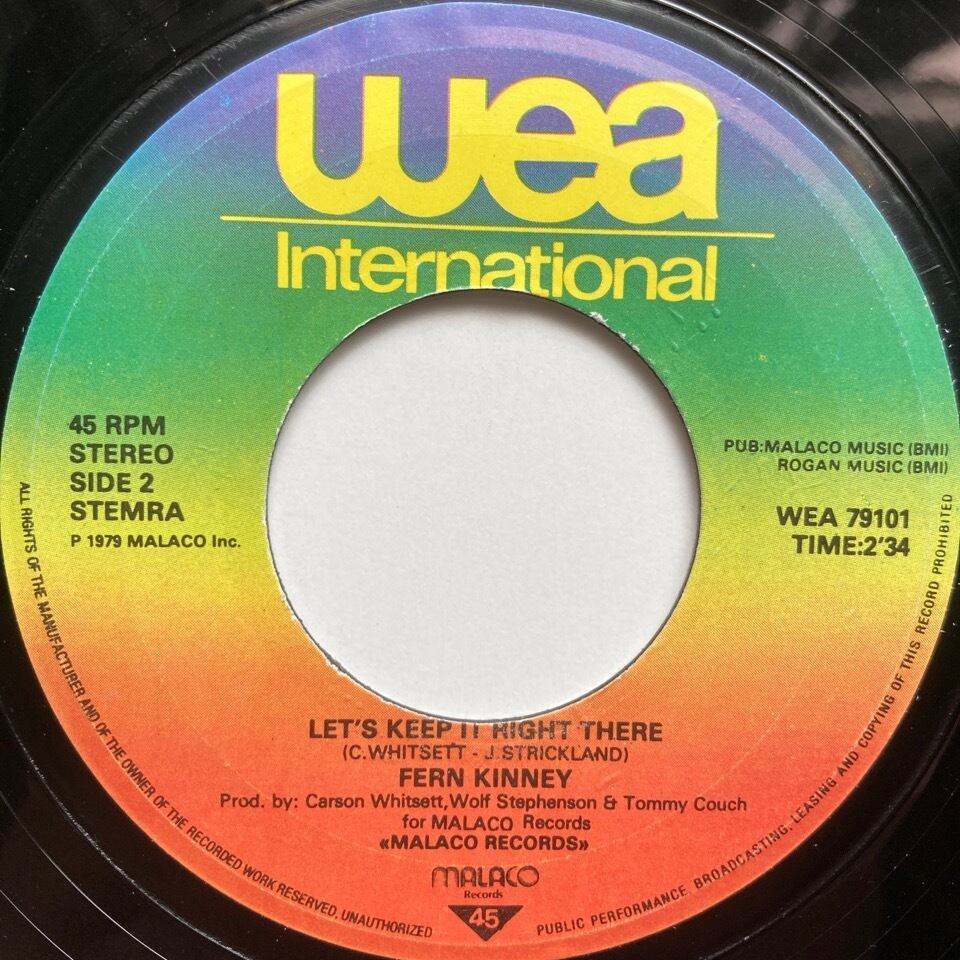 wea
International
45 RPM
STEREO
SIDE 2
STEMRA
P 1979 MALACO Inc.
PUB:MALACO MUSIC (BMI)
ROGAN MUSIC (BMI)
WEA 79101
TIME:2'34
LET'S KEEP IT RIGHT THERE
(C.WHITSETT - J.STRICKLAND)
FERN KINNEY
Prod. by: Carson Whitsett,Wolf Stephenson & Tommy Couch
for MALACO Records
«MALACO RECORDS»
MALACO
Records
45
ALL RIGHTS OF THE MANUFACTURER AND OF THE OWNER OF THE RECORDED WORK RESERVED. UNAUTHORIZED PUBLIC PERFORMANCE. BROADCASTING. LEASING AND COPYING OF THIS RECORD PROHIBITED